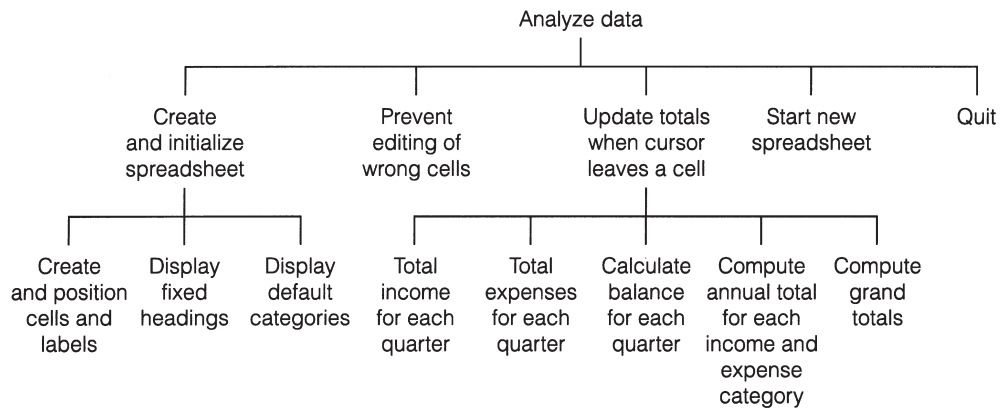 Analyze data
Create
and initialize
spreadsheet
Prevent
editing of
wrong cells
Update totals
when cursor
leaves a cell
Start new
spreadsheet
Quit
Create
and position
cells and
labels
Display
fixed
headings
Display
default
categories
Total
income
for each
quarter
Total
expenses
for each
quarter
Calculate
balance
for each
quarter
Compute
annual total
for each
income and
expense
category
Compute
grand
totals